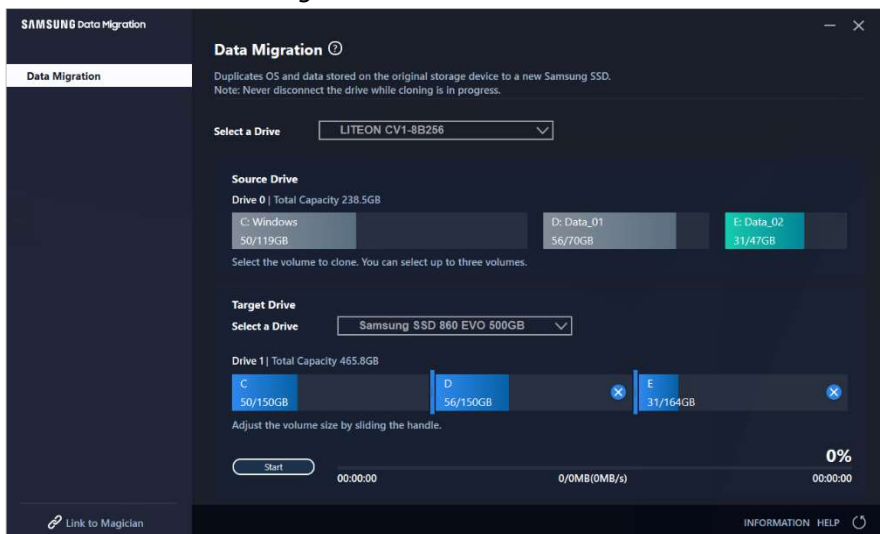 SAMSUNG Data Migration
Data Migration
Data Migration ?
Duplicates OS and data stored on the original storage device to a new Samsung SSD.
Note: Never disconnect the drive while cloning is in progress.
Select a Drive LITEON CV1-8B256
Source Drive
Drive 0 | Total Capacity 238.5GB
C: Windows D: Data_01 E: Data_02
50/119GB 56/70GB 31/47GB
Select the volume to clone. You can select up to three volumes.
Target Drive
Select a Drive Samsung SSD 860 EVO 500GB
Drive 1 | Total Capacity 465.8GB
C D E
50/150GB 56/150GB 31/164GB
Adjust the volume size by sliding the handle.
0%
Start
00:00:00 0/0MB(0MB/s) 00:00:00
Link to Magician INFORMATION HELP